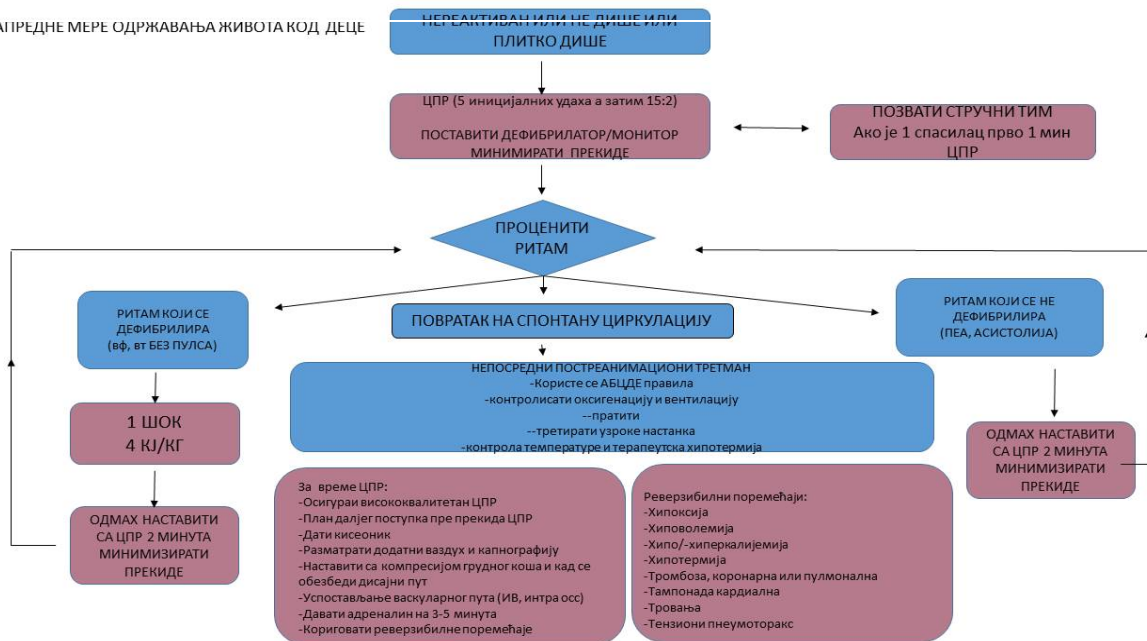 АПРЕДНЕ МЕРЕ ОДРЖАВАЊА ЖИВОТА КОД ДЕЦЕ
НЕРЕАКТИВАН ИЛИ НЕ ДИШЕ ИЛИ
ПЛИТКО ДИШЕ
ЦПР (5 иницијалних удаха а затим 15:2)
ПОСТАВИТИ ДЕФИБРИЛАТОР/МОНИТОР
МИНИМИРАТИ ПРЕКИДЕ
ПОЗВАТИ СТРУЧНИ ТИМ
Ако је 1 спасилац прво 1 мин
ЦПР
ПРОЦЕНИТИ
РИТАМ
РИТАМ КОЈИ СЕ
ДЕФИБРИЛИРА
(вф, вт БЕЗ ПУЛСА)
ПОВРАТАК НА СПОНТАНУ ЦИРКУЛАЦИЈУ
РИТАМ КОЈИ СЕ НЕ
ДЕФИБРИЛИРА
(ПЕА, АСИСТОЛИЈА)
НЕПОСРЕДНИ ПОСТРЕАНИМАЦИОНИ ТРЕТМАН
-Користе се АБЦДЕ правила
-контролисати оксигенацију и вентилацију
--пратити
--третирати узроке настанка
-контрола температуре и терапеутска хипотермија
1 ШОК
4 КЈ/КГ
ОДМАХ НАСТАВИТИ
СА ЦПР 2 МИНУТА
МИНИМИЗИРАТИ
ПРЕКИДЕ
За време ЦПР:
-Осигураи висококвалитетан ЦПР
-План даљег поступка пре прекида ЦПР
-Дати кисеоник
-Разматрати додатни ваздух и капнографију
-Наставити са компресијом грудног коша и кад се
обезбеди дисајни пут
-Успостављање васкуларног пута (ИВ, интра осс)
-Давати адреналин на 3-5 минута
-Кориговати реверзибилне поремећаје
Реверзибилни поремећаји:
-Хипоксија
-Хиповолемија
-Хипо/-хиперкалијемија
-Хипотермија
-Тромбоза, коронарна или пулмонална
-Тампонада кардиална
-Тровања
-Тензиони пнеумоторакс
ОДМАХ НАСТАВИТИ
СА ЦПР 2 МИНУТА
МИНИМИЗИРАТИ
ПРЕКИДЕ